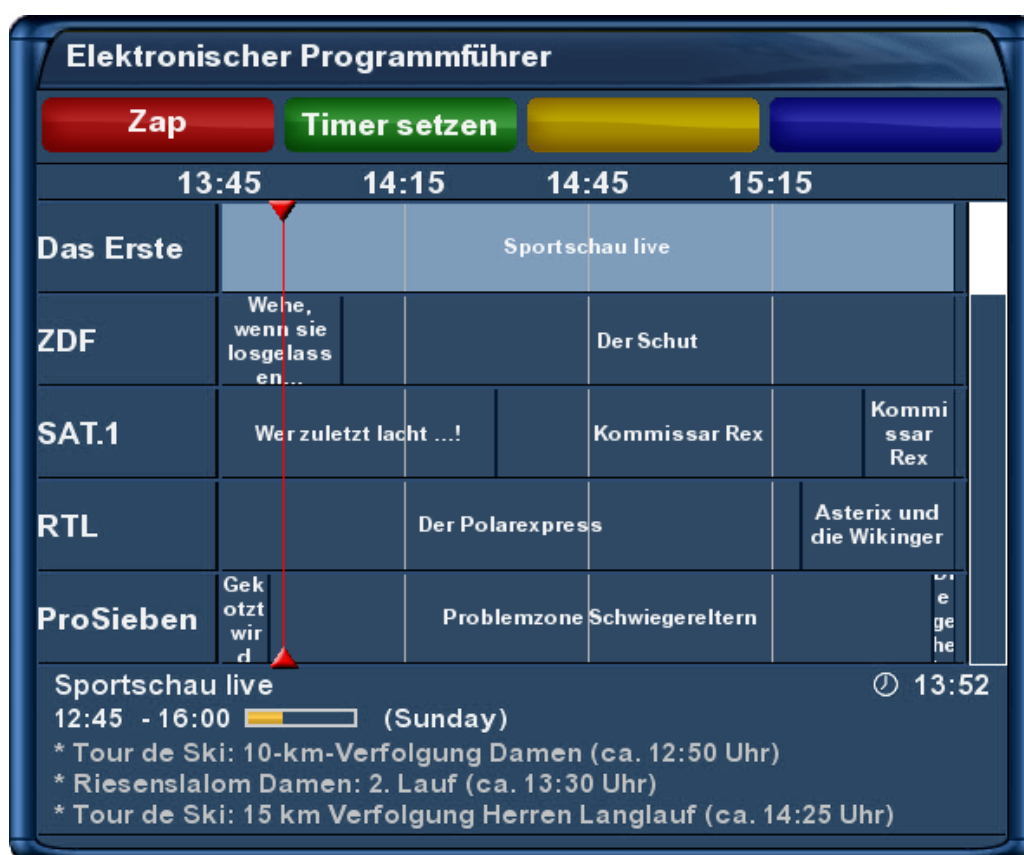 Elektronischer Programmführer
Zap
Timer setzen
13:45 14:15 14:45 15:15
Das Erste
Sportschau live
ZDF
Wehe,
wenn sie
losgelass
en...
Der Schut
SAT.1
Wer zuletzt lacht ...!
Kommissar Rex
Kommi
ssar
Rex
RTL
Der Polarexpress
Asterix und
die Wikinger
ProSieben
Gek
otzt
wir
d
Problemzone Schwiegereltern
e
ge
he
Sportschau live
13:52
12:45 - 16:00 (Sunday)
* Tour de Ski: 10-km-Verfolgung Damen (ca. 12:50 Uhr)
* Riesenslalom Damen: 2. Lauf (ca. 13:30 Uhr)
* Tour de Ski: 15 km Verfolgung Herren Langlauf (ca. 14:25 Uhr)